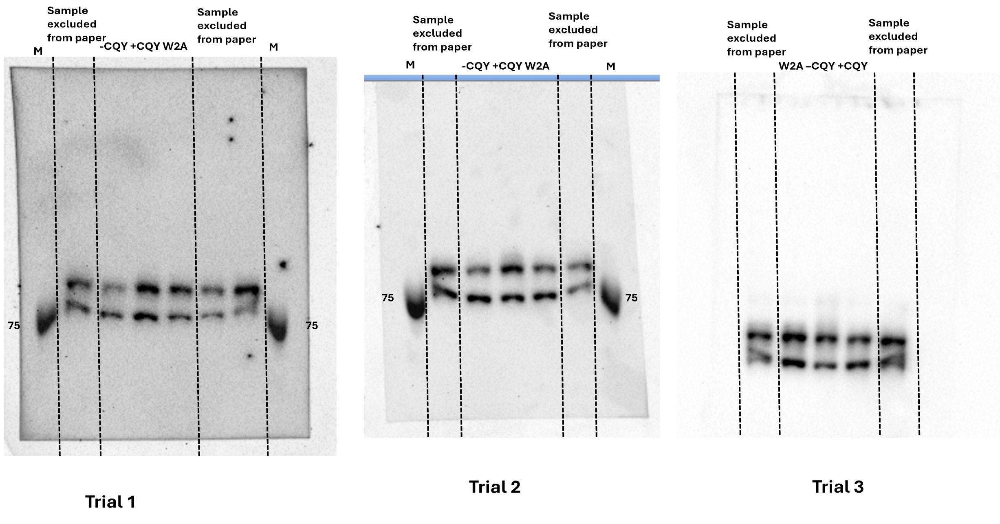 Sample
excluded
from paper
Sample
excluded
from paper
M
-CQY +CQY W2A
M
75
75
Trial 1
Sample
excluded
from paper
Sample
excluded
from paper
M
-CQY +CQY W2A
M
75
75
Trial 2
Sample
excluded
from paper
Sample
excluded
from paper
W2A –CQY +CQY
Trial 3